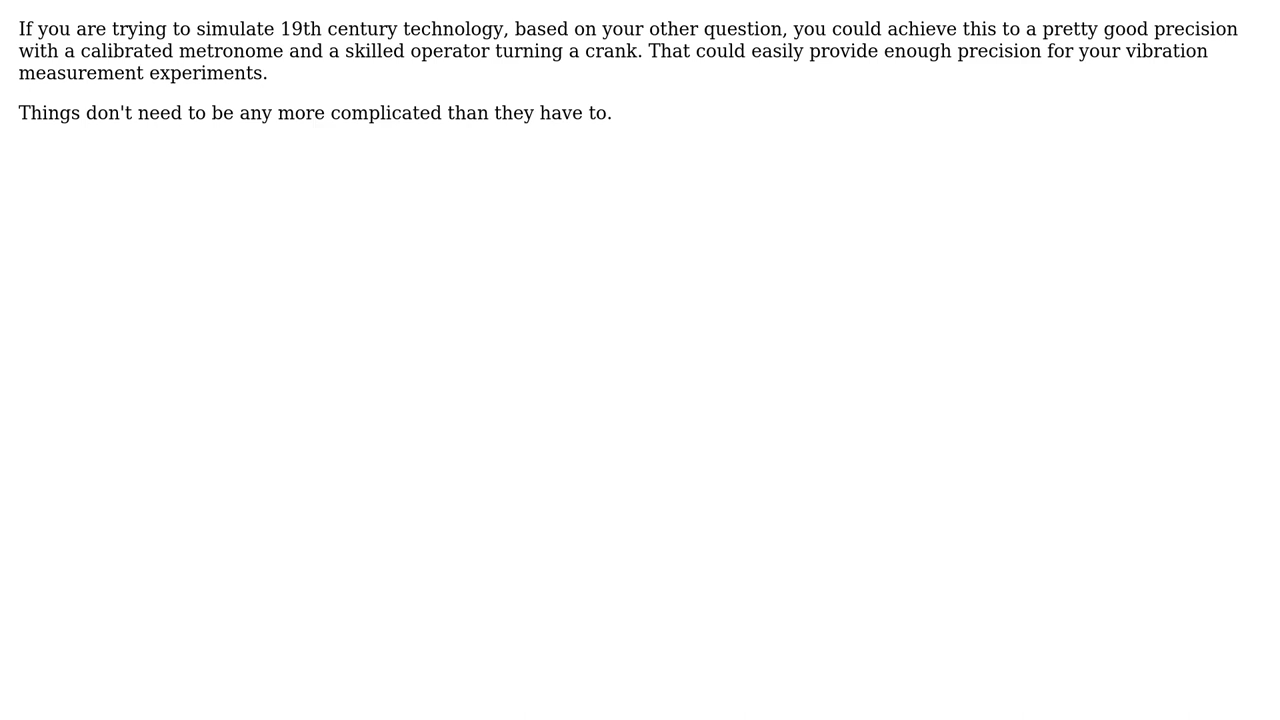 If you are trying to simulate 19th century technology, based on your other question, you could achieve this to a pretty good precision
with a calibrated metronome and a skilled operator turning a crank. That could easily provide enough precision for your vibration
measurement experiments.
Things don't need to be any more complicated than they have to.